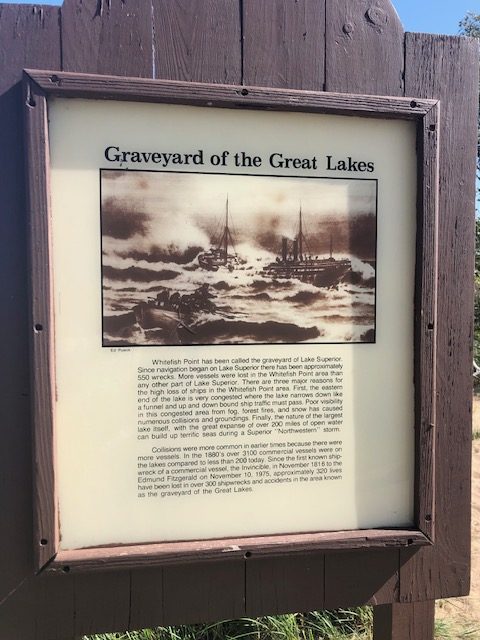 Graveyard of the Great Lakes
Whitefish Point has been called the graveyard of Lake Superior.
Since navigation began on Lake Superior there has been approximately
550 wrecks. More vessels were lost in the Whitefish Point area than
any other part of Lake Superior. There are three major reasons for
the high loss of ships in the Whitefish Point area. First, the eastern
end of the lake is very congested where the lake narrows down like
a funnel and up and down bound ship traffic must pass. Poor visibility
in this congested area from fog, forest fires, and snow has caused
numerous collisions and groundings. Finally, the nature of the largest
lake itself, with the great expanse of over 200 miles of open water
can build up terrific seas during a Superior "Northwestern" storm.
Collisions were more common in earlier times because there were
more vessels. In the 1880's over 3100 commercial vessels were on
the lakes compared to less than 200 today. Since the first known ship-
wreck of a commercial vessel, the Invincible, in November 1816 to the
Edmund Fitzgerald on November 10, 1975, approximately 320 lives
have been lost in over 300 shipwrecks and accidents in the area known
as the graveyard of the Great Lakes.